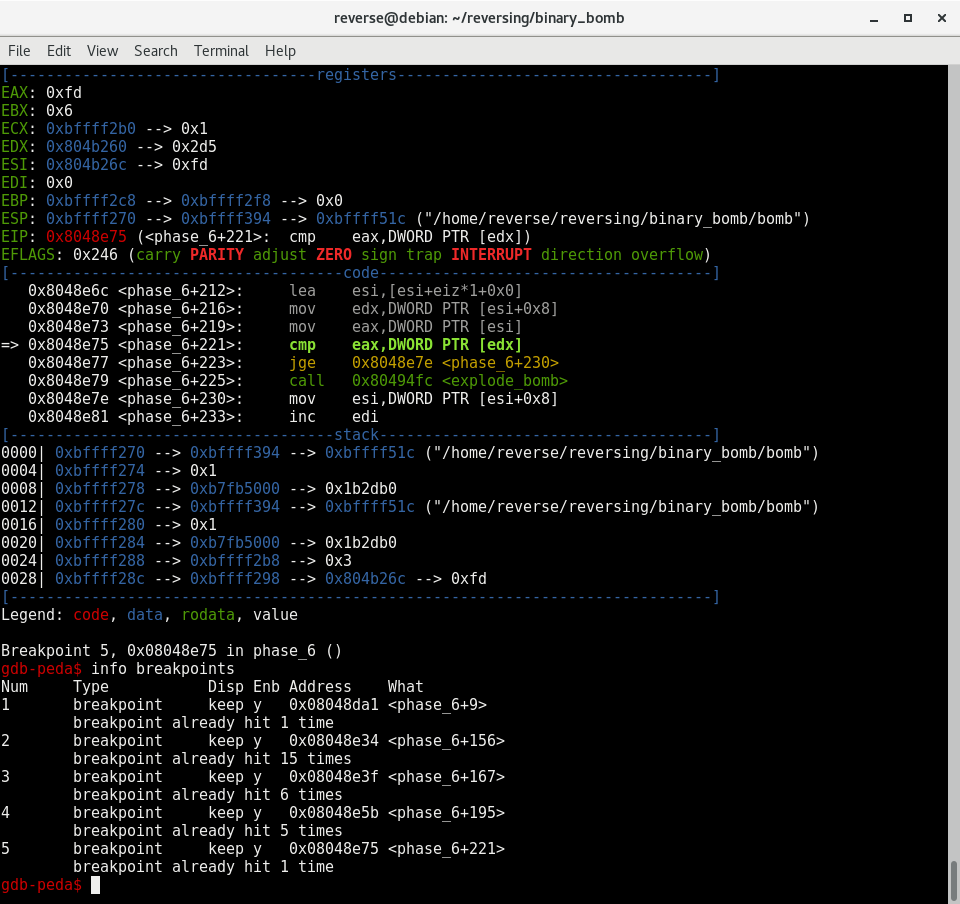 reverse@debian: ~/reversing/binary_bomb
File Edit View Search Terminal Help
[----------------------------------registers-----------------------------------]
EAX: 0xfd
EBX: 0x6
ECX: 0xbffff2b0 --> 0x1
EDX: 0x804b260 --> 0x2d5
ESI: 0x804b26c --> 0xfd
EDI: 0x0
EBP: 0xbffff2c8 --> 0xbffff2f8 --> 0x0
ESP: 0xbffff270 --> 0xbffff394 --> 0xbffff51c ("/home/reverse/reversing/binary_bomb/bomb")
EIP: 0x8048e75 (<phase_6+221>:	cmp    eax,DWORD PTR [edx])
EFLAGS: 0x246 (carry PARITY adjust ZERO sign trap INTERRUPT direction overflow)
[-------------------------------------code-------------------------------------]
   0x8048e6c <phase_6+212>:	lea    esi,[esi+eiz*1+0x0]
   0x8048e70 <phase_6+216>:	mov    edx,DWORD PTR [esi+0x8]
   0x8048e73 <phase_6+219>:	mov    eax,DWORD PTR [esi]
=> 0x8048e75 <phase_6+221>:	cmp    eax,DWORD PTR [edx]
   0x8048e77 <phase_6+223>:	jge    0x8048e7e <phase_6+230>
   0x8048e79 <phase_6+225>:	call   0x80494fc <explode_bomb>
   0x8048e7e <phase_6+230>:	mov    esi,DWORD PTR [esi+0x8]
   0x8048e81 <phase_6+233>:	inc    edi
[------------------------------------stack-------------------------------------]
0000| 0xbffff270 --> 0xbffff394 --> 0xbffff51c ("/home/reverse/reversing/binary_bomb/bomb")
0004| 0xbffff274 --> 0x1
0008| 0xbffff278 --> 0xb7fb5000 --> 0x1b2db0
0012| 0xbffff27c --> 0xbffff394 --> 0xbffff51c ("/home/reverse/reversing/binary_bomb/bomb")
0016| 0xbffff280 --> 0x1
0020| 0xbffff284 --> 0xb7fb5000 --> 0x1b2db0
0024| 0xbffff288 --> 0xbffff2b8 --> 0x3
0028| 0xbffff28c --> 0xbffff298 --> 0x804b26c --> 0xfd
[------------------------------------------------------------------------------]
Legend: code, data, rodata, value
Breakpoint 5, 0x08048e75 in phase_6 ()
gdb-peda$ info breakpoints
Num     Type           Disp Enb Address    What
1       breakpoint     keep y   0x08048da1 <phase_6+9>
        breakpoint already hit 1 time
2       breakpoint     keep y   0x08048e34 <phase_6+156>
        breakpoint already hit 15 times
3       breakpoint     keep y   0x08048e3f <phase_6+167>
        breakpoint already hit 6 times
4       breakpoint     keep y   0x08048e5b <phase_6+195>
        breakpoint already hit 5 times
5       breakpoint     keep y   0x08048e75 <phase_6+221>
        breakpoint already hit 1 time
gdb-peda$